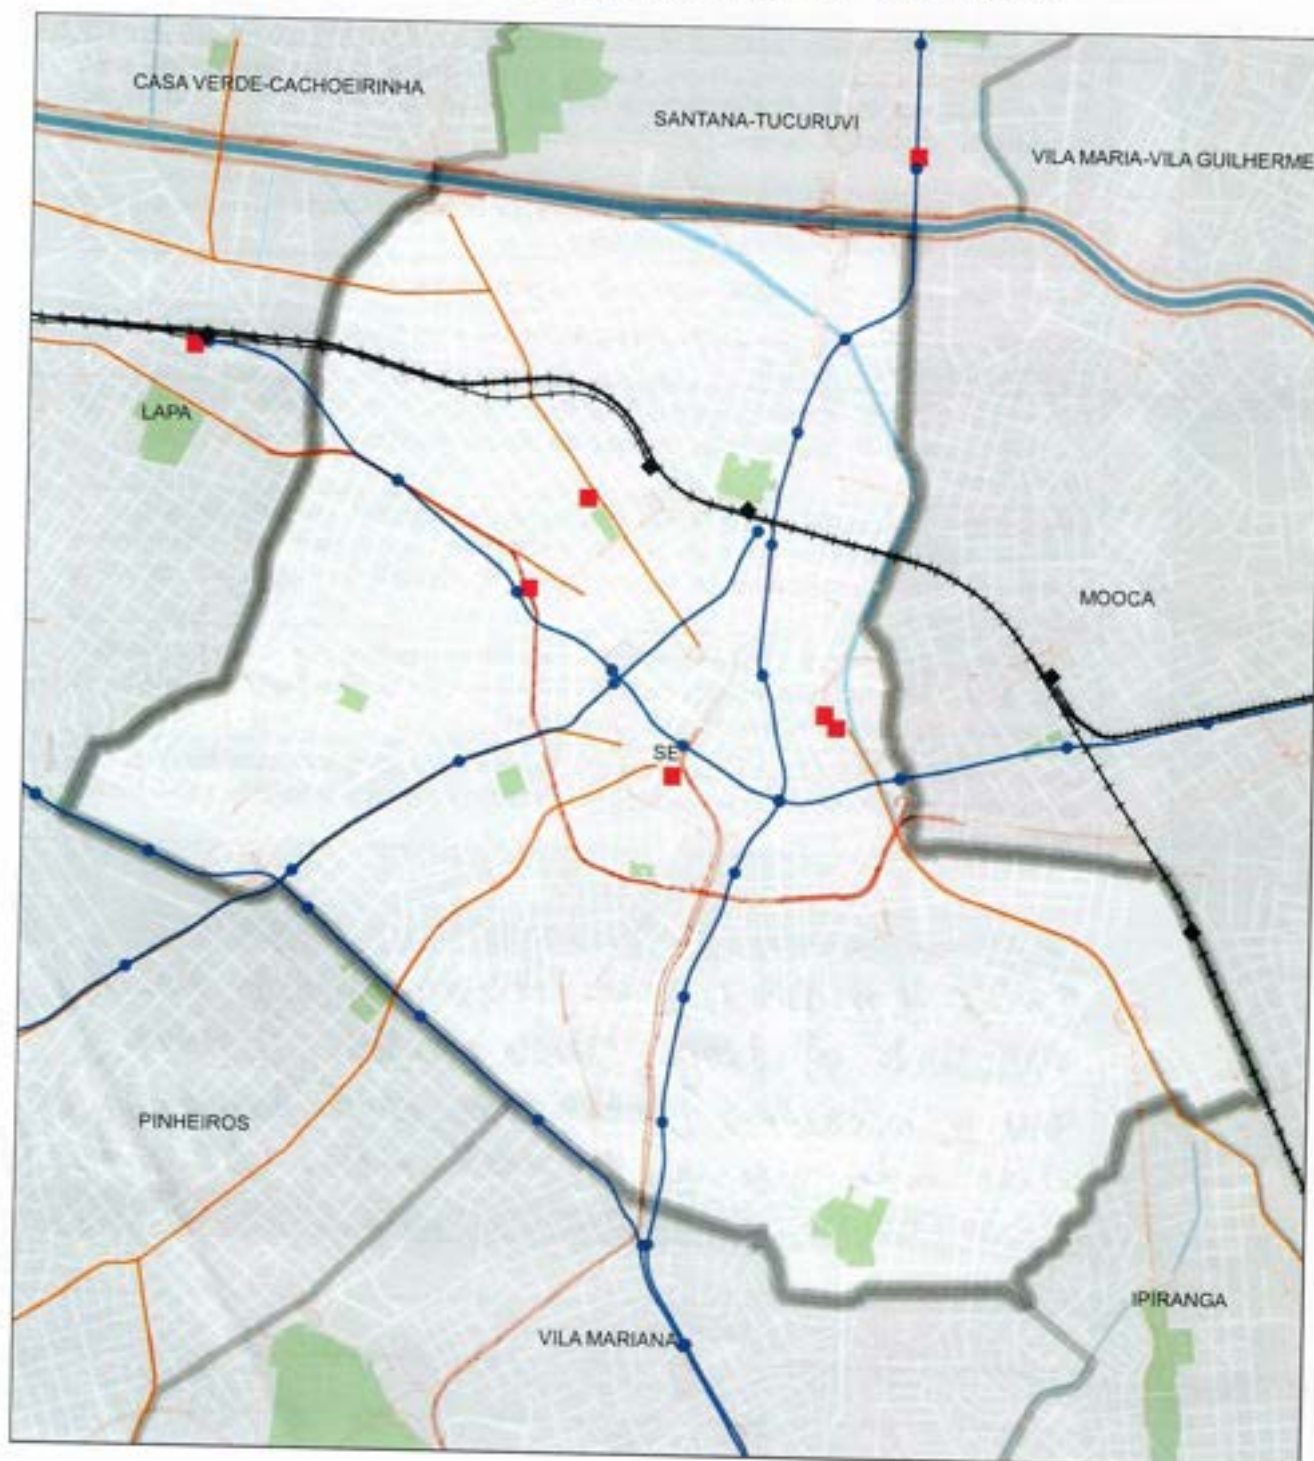 CASA VERDE-CACHOEIRINHA
SANTANA-TUCURUVI
VILA MARIA-VILA GUILHERME
LAPA
MOOCA
SE
PINHEIROS
IPIRANGA
VILA MARIANA